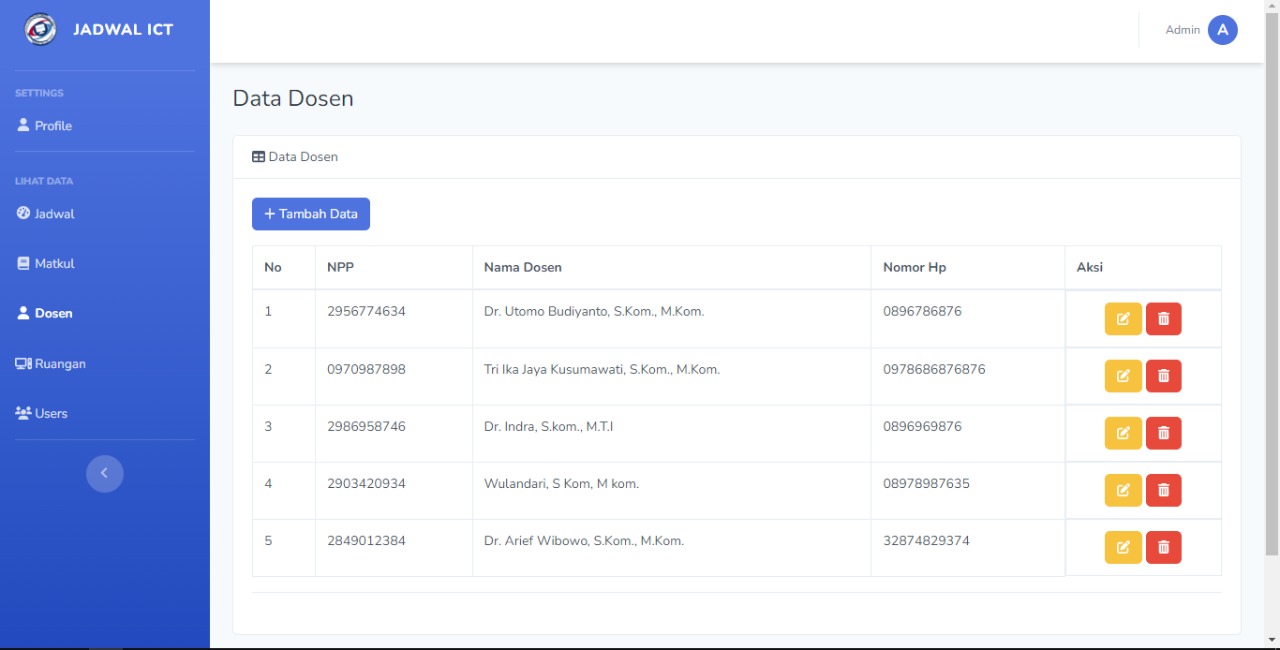 JADWAL ICT
Admin
A
SETTINGS
Profile
LIHAT DATA
Jadwal
Matkul
Dosen
Ruangan
Users
Data Dosen
Data Dosen
+ Tambah Data
No NPP Nama Dosen Nomor Hp Aksi
1 2956774634 Dr. Utomo Budiyanto, S.Kom., M.Kom. 0896786876
2 0970987898 Tri Ika Jaya Kusumawati, S.Kom., M.Kom. 0978686876876
3 2986958746 Dr. Indra, S.kom., M.T.I 0896969876
4 2903420934 Wulandari, S Kom, M kom. 08978987635
5 2849012384 Dr. Arief Wibowo, S.Kom., M.Kom. 32874829374